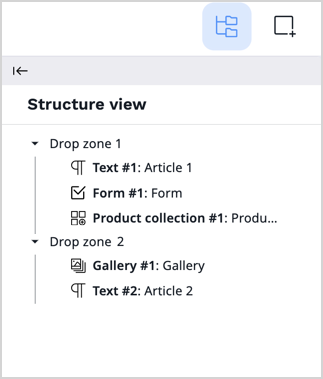 Structure view
Drop zone 1
Text #1: Article 1
Form #1: Form
Product collection #1: Produ...
Drop zone 2
Gallery #1: Gallery
Text #2: Article 2